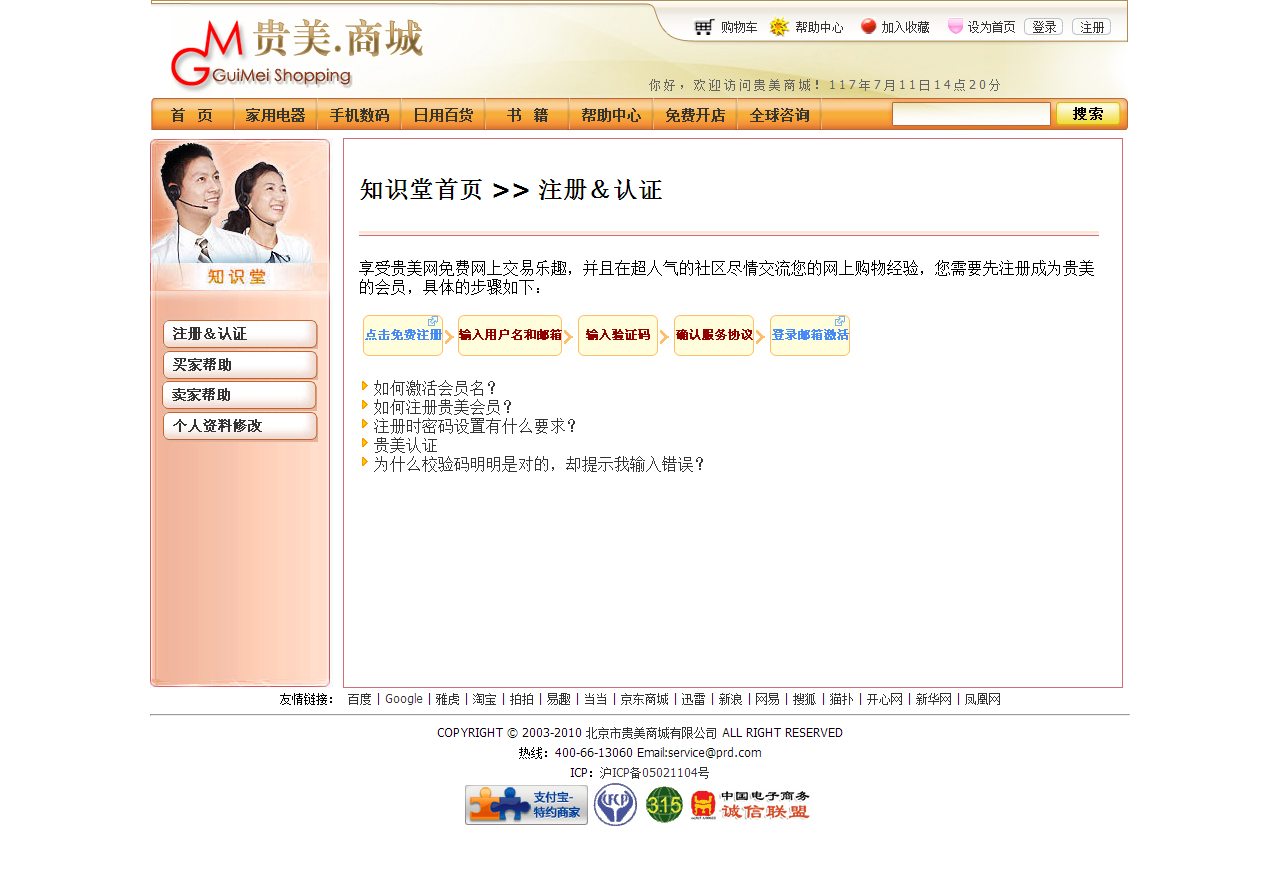 购物车 帮助中心 加入收藏 设为首页 登录 注册
贵美.商城
GuiMei Shopping
你好，欢迎访问贵美商城！117年7月11日14点20分
首 页 家用电器 手机数码 日用百货 书 籍 帮助中心 免费开店 全球咨询 搜索
知识堂
注册&认证
买家帮助
卖家帮助
个人资料修改
知识堂首页 >> 注册&认证
享受贵美网免费网上交易乐趣，并且在超人气的社区尽情交流您的网上购物经验，您需要先注册成为贵美
的会员，具体的步骤如下：
点击免费注册 输入用户名和邮箱 输入验证码 确认服务协议 登录邮箱激活
如何激活会员名？
如何注册贵美会员？
注册时密码设置有什么要求？
贵美认证
为什么校验码明明是对的，却提示我输入错误？
友情链接： 百度 | Google | 雅虎 | 淘宝 | 拍拍 | 易趣 | 当当 | 京东商城 | 迅雷 | 新浪 | 网易 | 搜狐 | 猫扑 | 开心网 | 新华网 | 凤凰网
COPYRIGHT © 2003-2010 北京市贵美商城有限公司 ALL RIGHT RESERVED
热线：400-66-13060 Email:service@prd.com
ICP：沪ICP备05021104号
支付宝-
特约商家
315
中国电子商务
诚信联盟